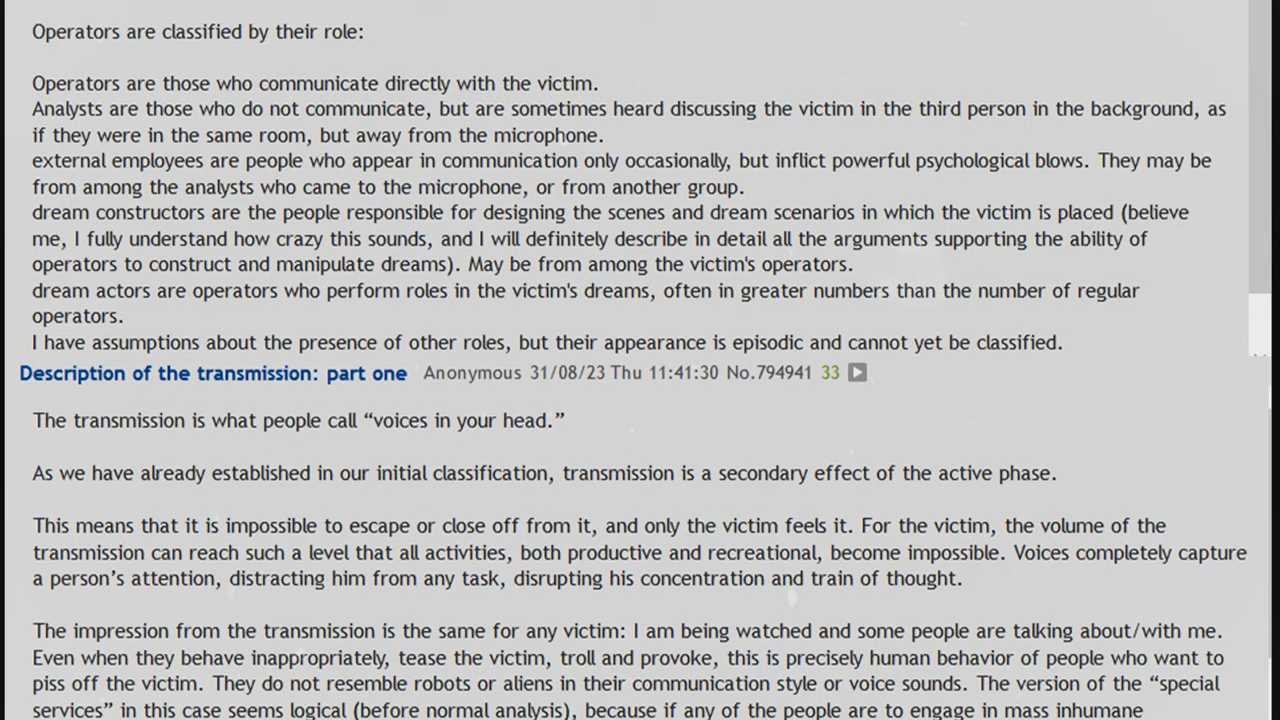 Operators are classified by their role:
Operators are those who communicate directly with the victim.
Analysts are those who do not communicate, but are sometimes heard discussing the victim in the third person in the background, as
if they were in the same room, but away from the microphone.
external employees are people who appear in communication only occasionally, but inflict powerful psychological blows. They may be
from among the analysts who came to the microphone, or from another group.
dream constructors are the people responsible for designing the scenes and dream scenarios in which the victim is placed (believe
me, I fully understand how crazy this sounds, and I will definitely describe in detail all the arguments supporting the ability of
operators to construct and manipulate dreams). May be from among the victim's operators.
dream actors are operators who perform roles in the victim's dreams, often in greater numbers than the number of regular
operators.
I have assumptions about the presence of other roles, but their appearance is episodic and cannot yet be classified.
Description of the transmission: part one Anonymous 31/08/23 Thu 11:41:30 No.794941 33
The transmission is what people call “voices in your head.”
As we have already established in our initial classification, transmission is a secondary effect of the active phase.
This means that it is impossible to escape or close off from it, and only the victim feels it. For the victim, the volume of the
transmission can reach such a level that all activities, both productive and recreational, become impossible. Voices completely capture
a person’s attention, distracting him from any task, disrupting his concentration and train of thought.
The impression from the transmission is the same for any victim: I am being watched and some people are talking about/with me.
Even when they behave inappropriately, tease the victim, troll and provoke, this is precisely human behavior of people who want to
piss off the victim. They do not resemble robots or aliens in their communication style or voice sounds. The version of the “special
services” in this case seems logical (before normal analysis), because if any of the people are to engage in mass inhumane